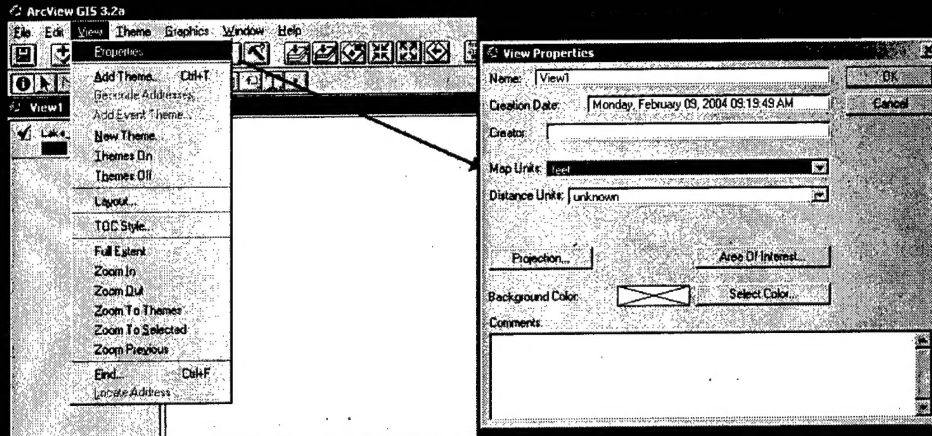 ArcView GIS 3.2a
File Edit View Theme Graphics Window Help
Properties
Add Theme... Ctrl+T
Geocode Addresses
Add Event Theme...
New Theme...
Themes On
Themes Off
Layout...
TOC Style...
Full Extent
Zoom In
Zoom Out
Zoom To Themes
Zoom To Selected
Zoom Previous
Find... Ctrl+F
Locate Address
View1
View Properties
Name: View1
OK
Creation Date: Monday, February 09, 2004 09:19:49 AM
Cancel
Creator:
Map Units: feet
Distance Units: unknown
Projection...
Area Of Interest...
Background Color:
Select Color...
Comments: